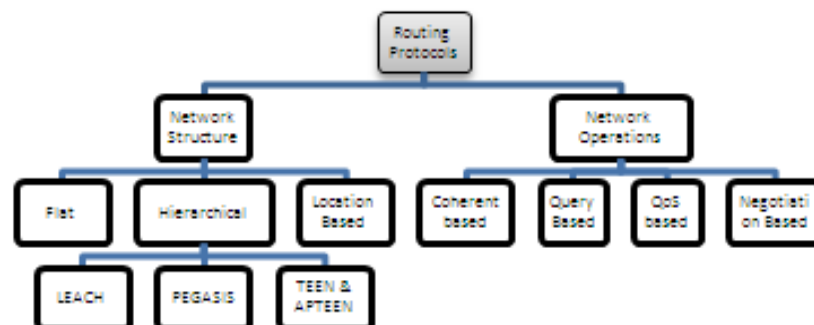 Routing
Protocols
Network
Structure
Network
Operations
Flat
Hierarchical
Location
Based
Coherent
based
Query
Based
QoS
based
Negotiati
on Based
LEACH
PEGASIS
TEEN &
APTEEN